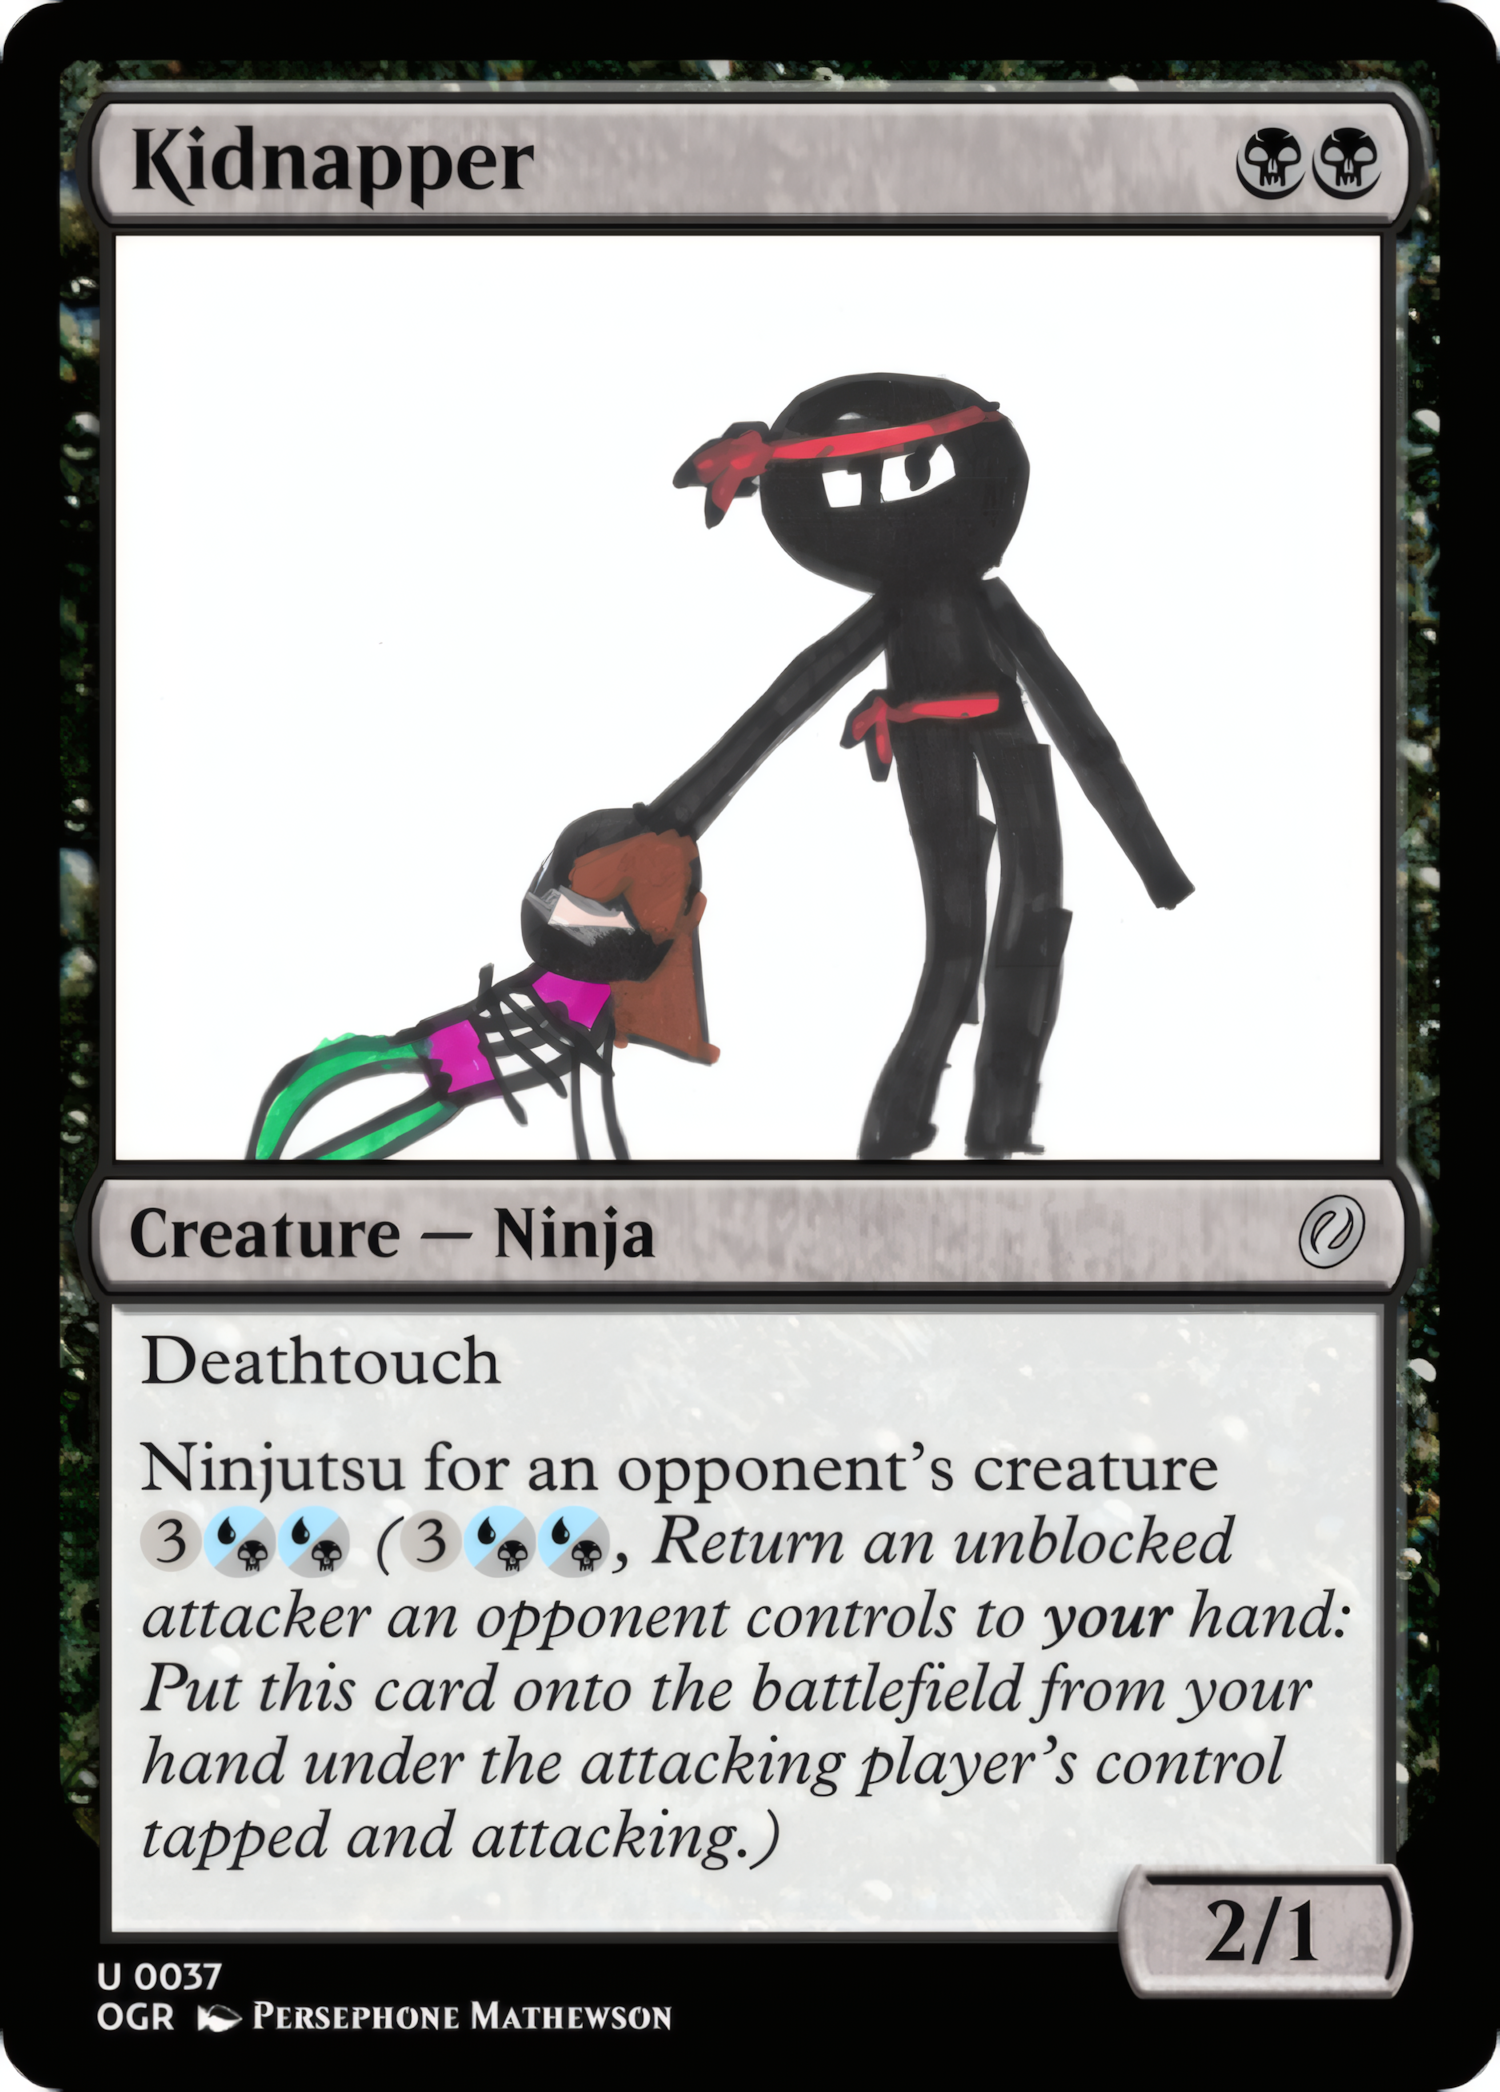 Kidnapper
Creature — Ninja
Deathtouch
Ninjutsu for an opponent's creature
3 (3, Return an unblocked
attacker an opponent controls to your hand:
Put this card onto the battlefield from your
hand under the attacking player's control
tapped and attacking.)
2/1
U 0037
OGR Persephone Mathewson